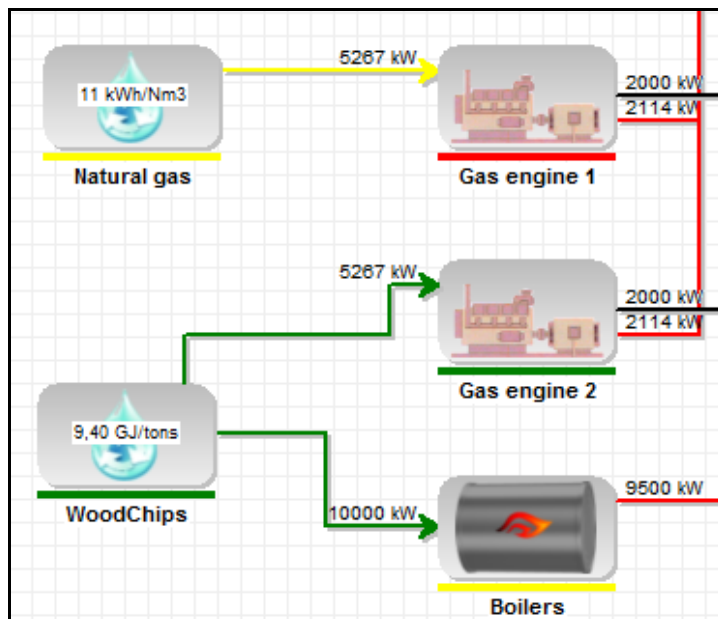 5267 kW
2000 kW
11 kWh/Nm3
2114 kW
Natural gas
Gas engine 1
5267 kW
2000 kW
2114 kW
Gas engine 2
9,40 GJ/tons
9500 kW
WoodChips
10000 kW
Boilers